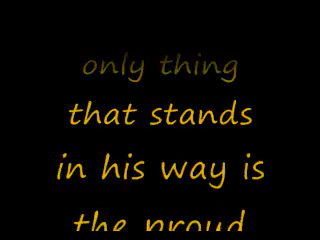 only thing
that stands
in his way is
the proud